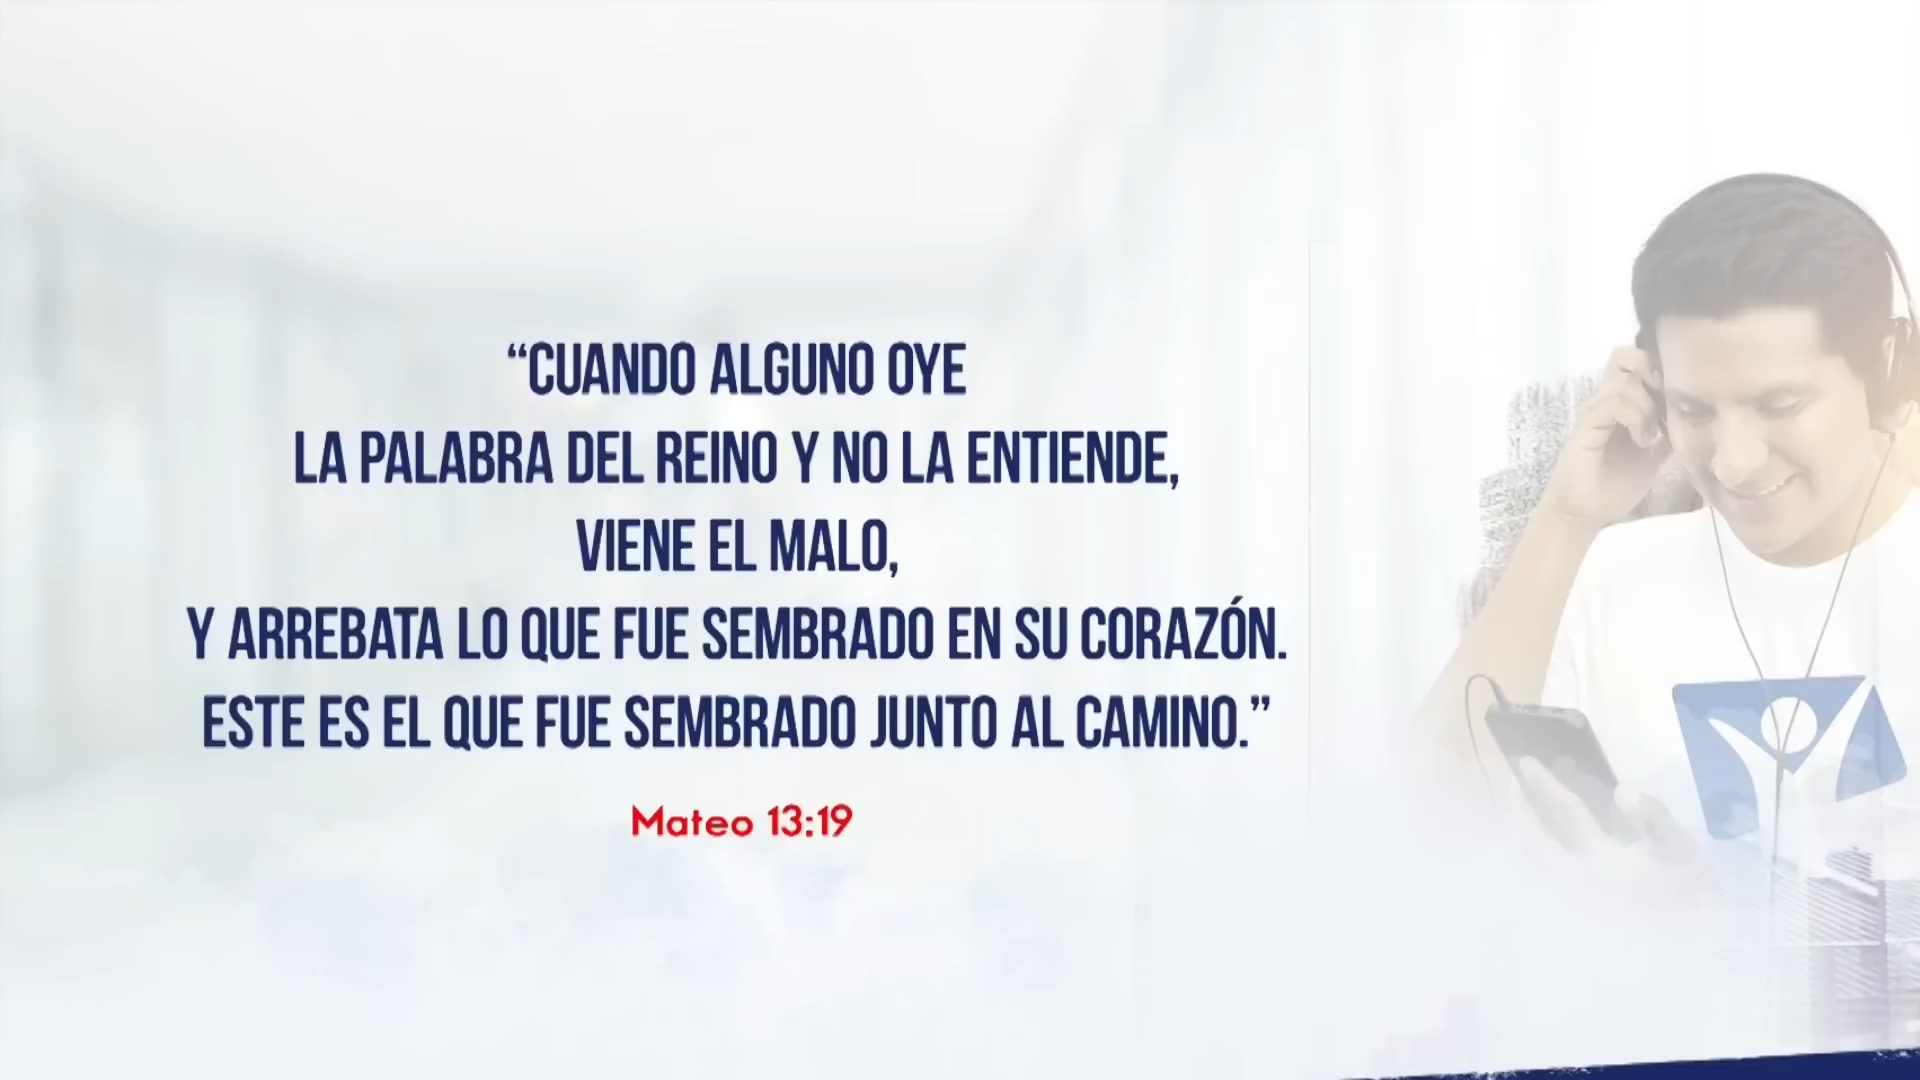 “CUANDO ALGUNO OYE
LA PALABRA DEL REINO Y NO LA ENTIENDE,
VIENE EL MALO,
Y ARREBATA LO QUE FUE SEMBRADO EN SU CORAZÓN.
ESTE ES EL QUE FUE SEMBRADO JUNTO AL CAMINO.”
Mateo 13:19